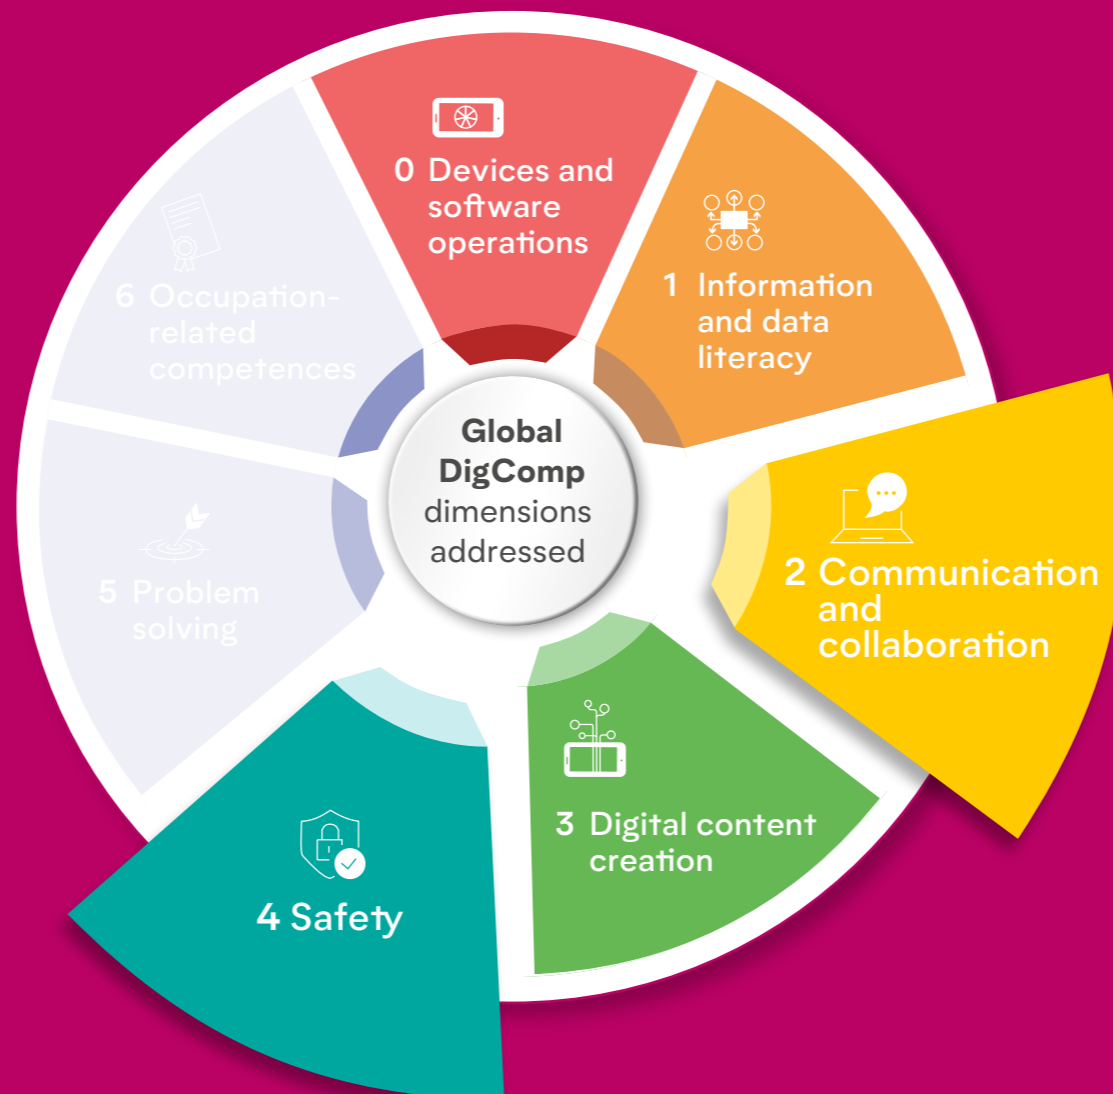 0 Devices and
software
operations
1 Information
and data
literacy
2 Communication
and
collaboration
3 Digital content
creation
4 Safety
5 Problem
solving
6 Occupation-
related
competences
Global
DigComp
dimensions
addressed